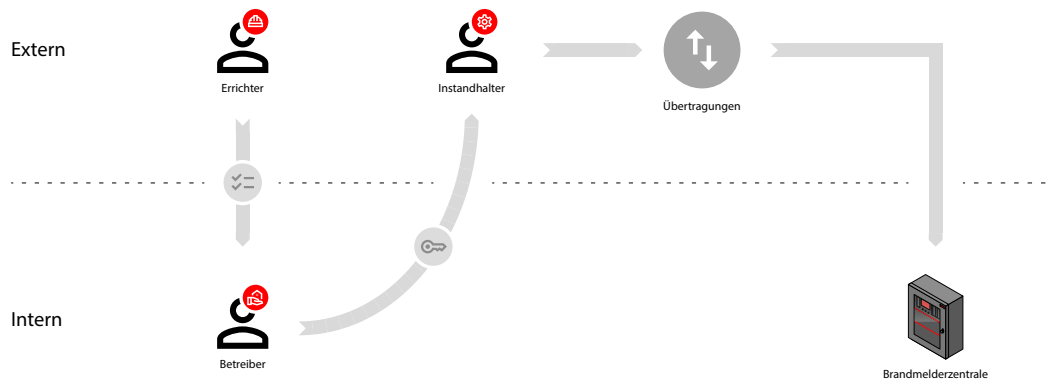 Extern
Errichter
Instandhalter
Übertragungen
Intern
Betreiber
Brandmelderzentrale